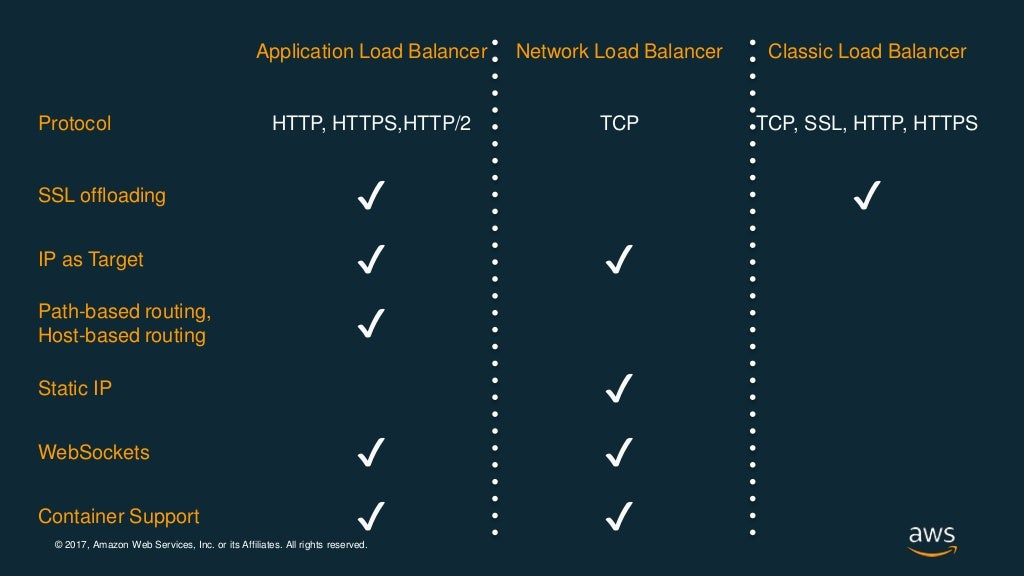 Application Load Balancer Network Load Balancer Classic Load Balancer
Protocol HTTP, HTTPS,HTTP/2 TCP TCP, SSL, HTTP, HTTPS
SSL offloading ✓ ✓
IP as Target ✓ ✓
Path-based routing,
Host-based routing ✓
Static IP ✓
WebSockets ✓ ✓
Container Support ✓ ✓
© 2017, Amazon Web Services, Inc. or its Affiliates. All rights reserved.
aws